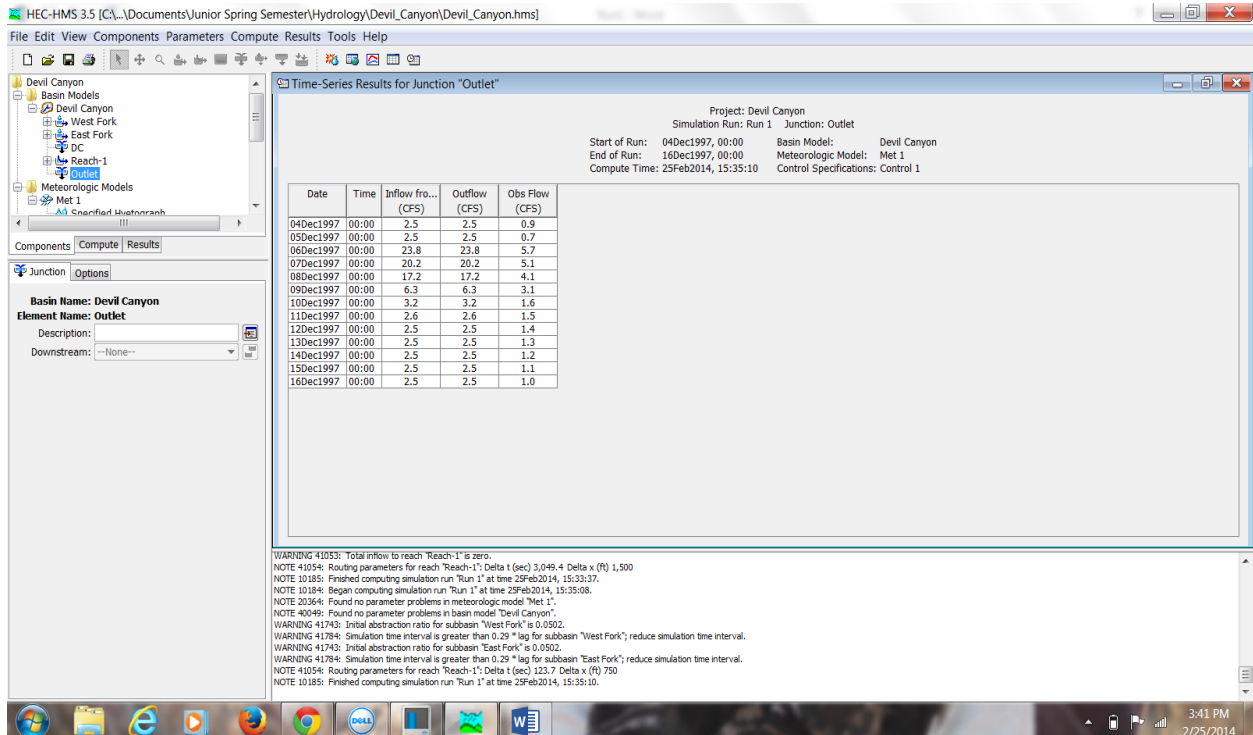 HEC-HMS 3.5 [C:\...\Documents\Junior Spring Semester\Hydrology\Devil_Canyon\Devil_Canyon.hms]
File Edit View Components Parameters Compute Results Tools Help
Devil Canyon
Basin Models
Devil Canyon
West Fork
East Fork
DC
Reach-1
Outlet
Meteorologic Models
Met 1
Specified Hyetograph
Components Compute Results
Junction Options
Basin Name: Devil Canyon
Element Name: Outlet
Description:
Downstream: --None--
Time-Series Results for Junction "Outlet"
Project: Devil Canyon
Simulation Run: Run 1 Junction: Outlet
Start of Run: 04Dec1997, 00:00 Basin Model: Devil Canyon
End of Run: 16Dec1997, 00:00 Meteorologic Model: Met 1
Compute Time: 25Feb2014, 15:35:10 Control Specifications: Control 1
Date Time Inflow fro... Outflow Obs Flow
(CFS) (CFS) (CFS)
04Dec1997 00:00 2.5 2.5 0.9
05Dec1997 00:00 2.5 2.5 0.7
06Dec1997 00:00 23.8 23.8 5.7
07Dec1997 00:00 20.2 20.2 5.1
08Dec1997 00:00 17.2 17.2 4.1
09Dec1997 00:00 6.3 6.3 3.1
10Dec1997 00:00 3.2 3.2 1.6
11Dec1997 00:00 2.6 2.6 1.5
12Dec1997 00:00 2.5 2.5 1.4
13Dec1997 00:00 2.5 2.5 1.3
14Dec1997 00:00 2.5 2.5 1.2
15Dec1997 00:00 2.5 2.5 1.1
16Dec1997 00:00 2.5 2.5 1.0
WARNING 41053: Total inflow to reach "Reach-1" is zero.
NOTE 41054: Routing parameters for reach "Reach-1": Delta t (sec) 3,049.4 Delta x (ft) 1,500
NOTE 10185: Finished computing simulation run "Run 1" at time 25Feb2014, 15:33:37.
NOTE 10184: Began computing simulation run "Run 1" at time 25Feb2014, 15:35:08.
NOTE 20364: Found no parameter problems in meteorologic model "Met 1".
NOTE 40049: Found no parameter problems in basin model "Devil Canyon".
WARNING 41743: Initial abstraction ratio for subbasin "West Fork" is 0.0502.
WARNING 41784: Simulation time interval is greater than 0.29 * lag for subbasin "West Fork"; reduce simulation time interval.
WARNING 41743: Initial abstraction ratio for subbasin "East Fork" is 0.0502.
WARNING 41784: Simulation time interval is greater than 0.29 * lag for subbasin "East Fork"; reduce simulation time interval.
NOTE 41054: Routing parameters for reach "Reach-1": Delta t (sec) 123.7 Delta x (ft) 750
NOTE 10185: Finished computing simulation run "Run 1" at time 25Feb2014, 15:35:10.
DELL
3:41 PM
2/25/2014